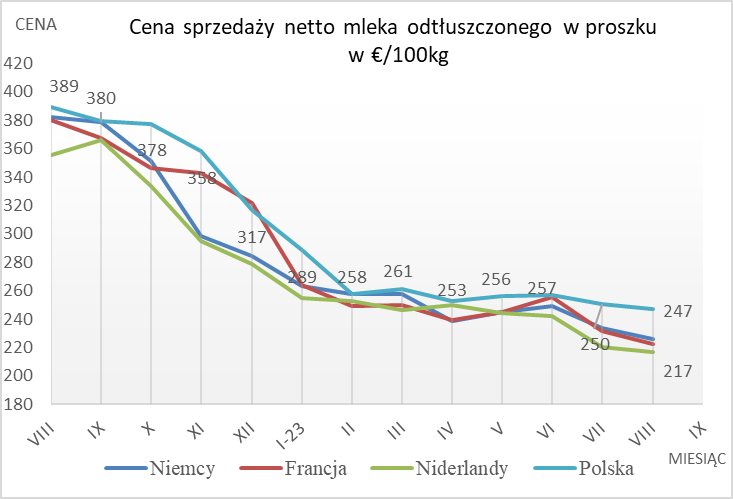 CENA
Cena sprzedaży netto mleka odtłuszczonego w proszku
w €/100kg
420
400
380
360
340
320
300
280
260
240
220
200
180
389
380
378
358
317
289
258
261
253
256
257
250
247
217
VIII
IX
X
XI
XII
I-23
II
III
IV
V
VI
VII
VIII
IX
MIESIĄC
Niemcy
Francja
Niderlandy
Polska